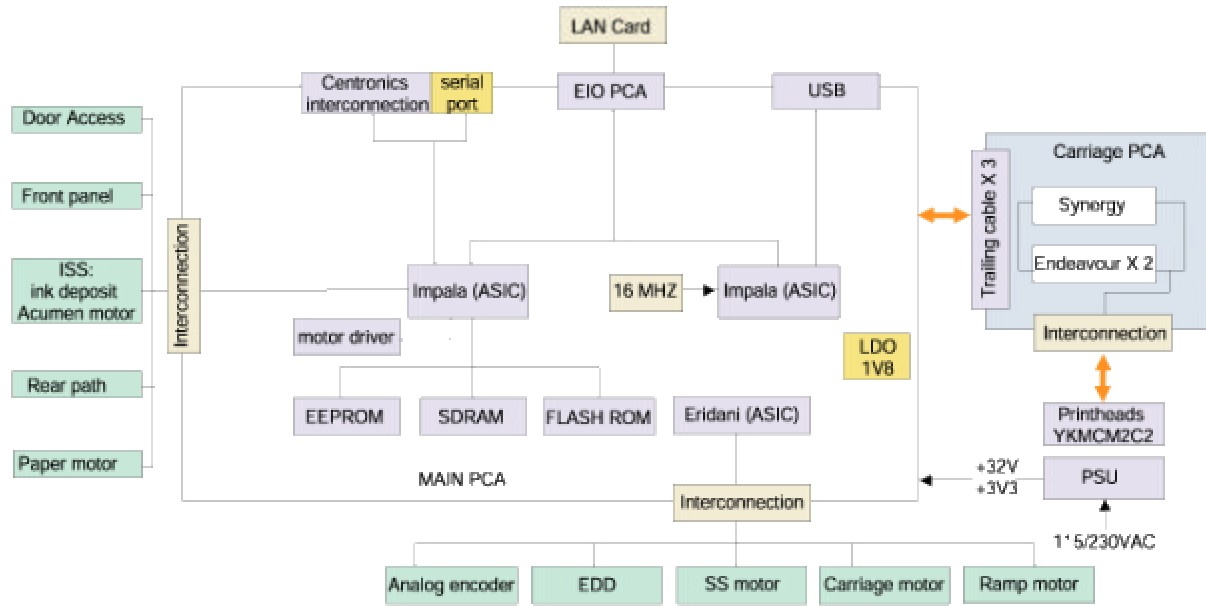 LAN Card
Centronics
interconnection
serial
port
EIO PCA
USB
Door Access
Front panel
ISS:
ink deposit
Acumen motor
Rear path
Paper motor
Interconnection
Impala (ASIC)
16 MHZ
Impala (ASIC)
motor driver
LDO
1V8
EEPROM
SDRAM
FLASH ROM
Eridani (ASIC)
MAIN PCA
Interconnection
Analog encoder
EDD
SS motor
Carriage motor
Ramp motor
Trailing cable X 3
Carriage PCA
Synergy
Endeavour X 2
Interconnection
Printheads
YKMCM2C2
+32V
+3V3
PSU
115/230VAC